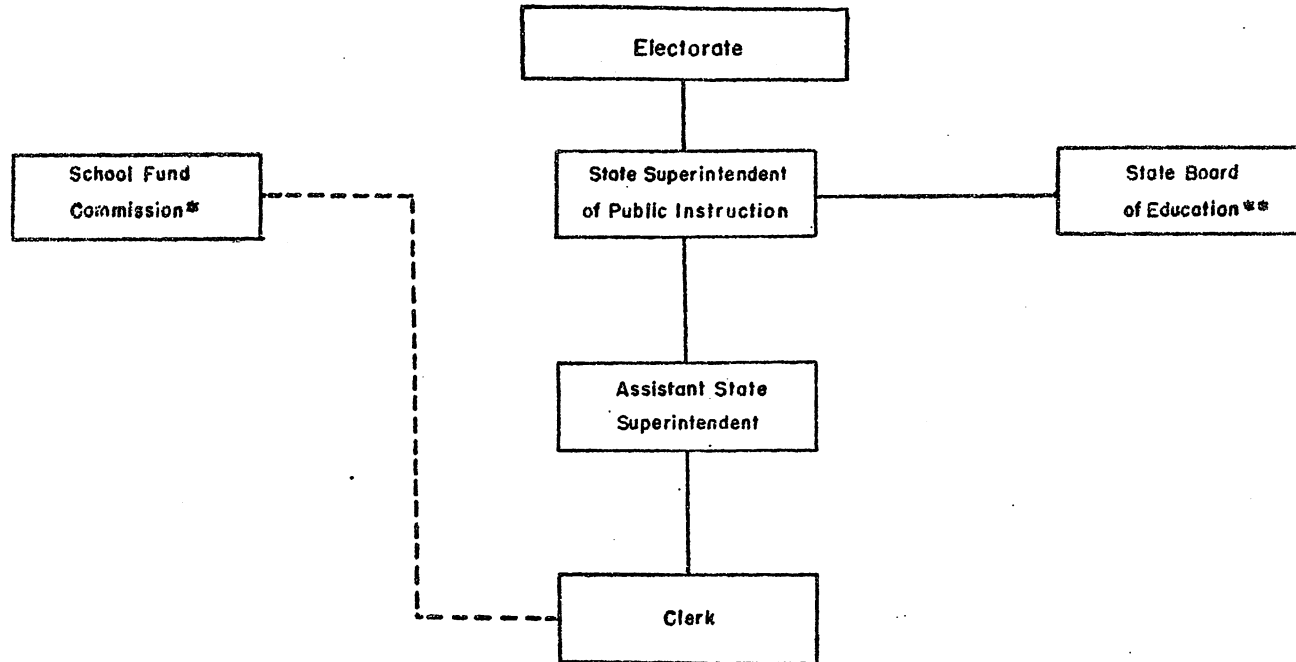 Electorate
School Fund
Commission*
State Superintendent
of Public Instruction
State Board
of Education**
Assistant State
Superintendent
Clerk